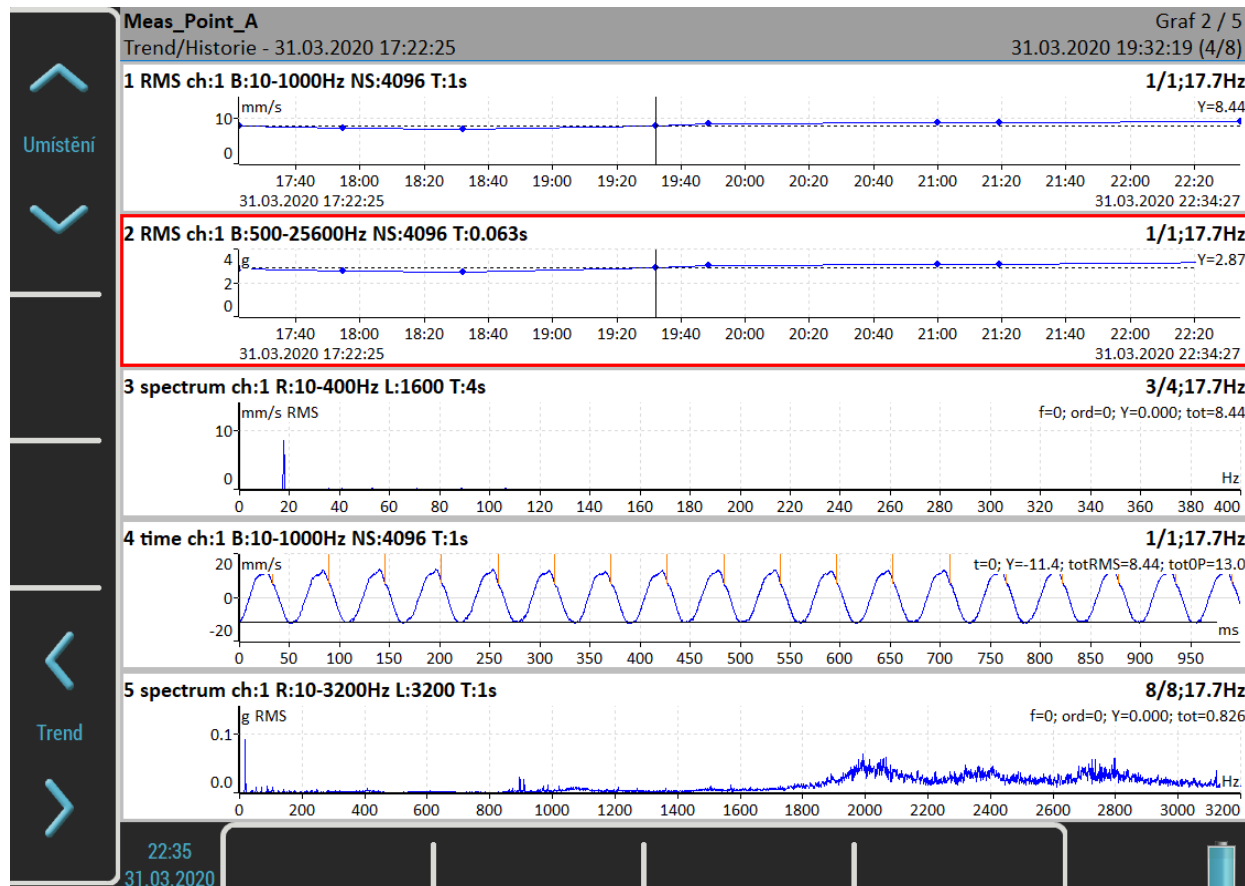 Meas_Point_A Graf 2 / 5
Trend/Historie - 31.03.2020 17:22:25 31.03.2020 19:32:19 (4/8)
Umístění
Trend
1 RMS ch:1 B:10-1000Hz NS:4096 T:1s 1/1;17.7Hz
mm/s Y=8.44
10
0
17:40 18:00 18:20 18:40 19:00 19:20 19:40 20:00 20:20 20:40 21:00 21:20 21:40 22:00 22:20
31.03.2020 17:22:25 31.03.2020 22:34:27
2 RMS ch:1 B:500-25600Hz NS:4096 T:0.063s 1/1;17.7Hz
4 g Y=2.87
2
0
17:40 18:00 18:20 18:40 19:00 19:20 19:40 20:00 20:20 20:40 21:00 21:20 21:40 22:00 22:20
31.03.2020 17:22:25 31.03.2020 22:34:27
3 spectrum ch:1 R:10-400Hz L:1600 T:4s 3/4;17.7Hz
mm/s RMS f=0; ord=0; Y=0.000; tot=8.44
10
0 Hz
0 20 40 60 80 100 120 140 160 180 200 220 240 260 280 300 320 340 360 380 400
4 time ch:1 B:10-1000Hz NS:4096 T:1s 1/1;17.7Hz
20 mm/s t=0; Y=-11.4; totRMS=8.44; tot0P=13.0
0
-20 ms
0 50 100 150 200 250 300 350 400 450 500 550 600 650 700 750 800 850 900 950
5 spectrum ch:1 R:10-3200Hz L:3200 T:1s 8/8;17.7Hz
g RMS f=0; ord=0; Y=0.000; tot=0.826
0.1
0.0 Hz
0 200 400 600 800 1000 1200 1400 1600 1800 2000 2200 2400 2600 2800 3000 3200
22:35
31.03.2020